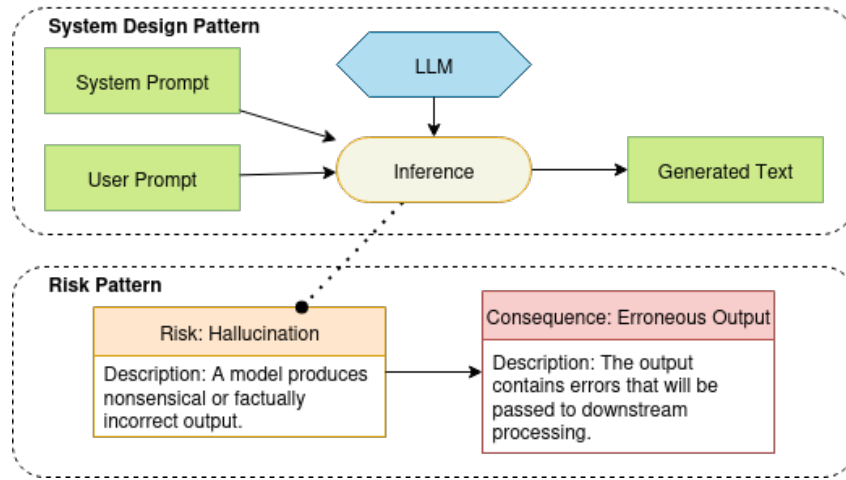 System Design Pattern
System Prompt
LLM
User Prompt
Inference
Generated Text
Risk Pattern
Risk: Hallucination
Description: A model produces
nonsensical or factually
incorrect output.
Consequence: Erroneous Output
Description: The output
contains errors that will be
passed to downstream
processing.